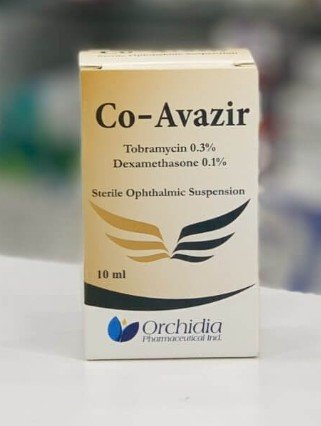 Co-Avazir
Tobramycin 0.3%
Dexamethasone 0.1%
Sterile Ophthalmic Suspension
10 ml
Orchidia
Pharmaceutical Ind.